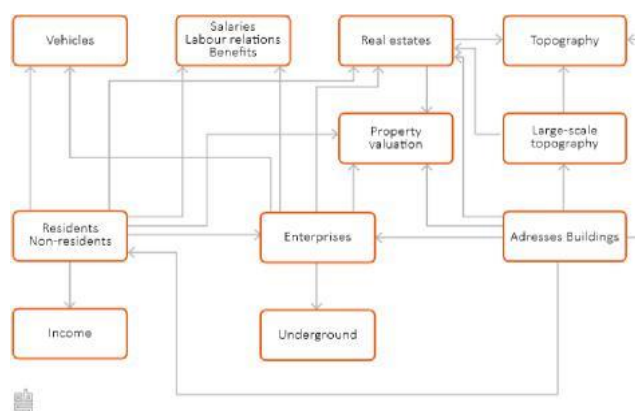 Vehicles
Salaries
Labour relations
Benefits
Real estates
Topography
Property
valuation
Large-scale
topography
Residents
Non-residents
Enterprises
Adresses Buildings
Income
Underground